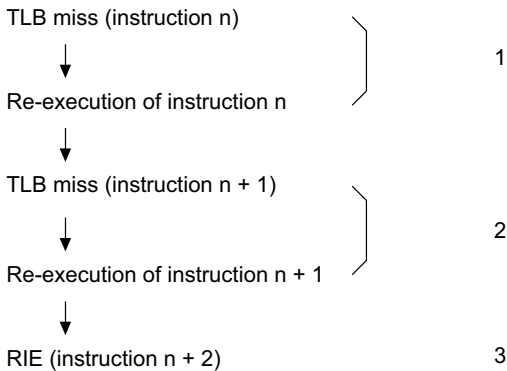 TLB miss (instruction n)
1
Re-execution of instruction n
TLB miss (instruction n + 1)
2
Re-execution of instruction n + 1
RIE (instruction n + 2)
3